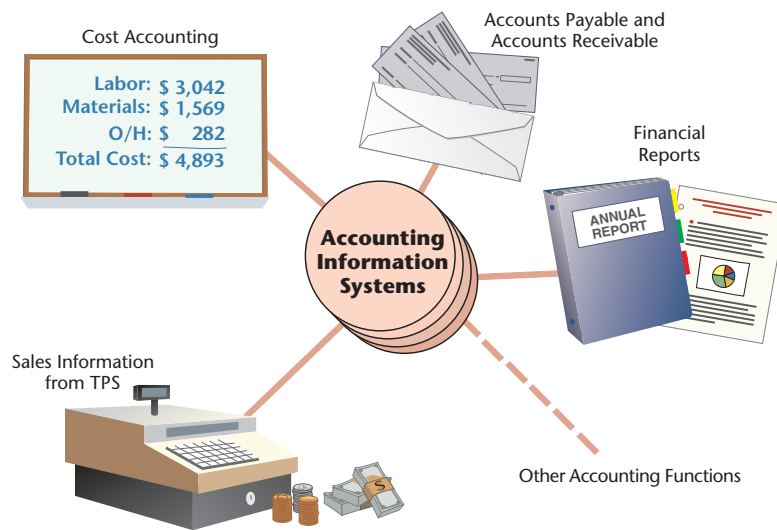 Cost Accounting
Labor: $ 3,042
Materials: $ 1,569
O/H: $ 282
Total Cost: $ 4,893
Accounts Payable and
Accounts Receivable
Financial
Reports
ANNUAL
REPORT
Accounting
Information
Systems
Sales Information
from TPS
$
Other Accounting Functions